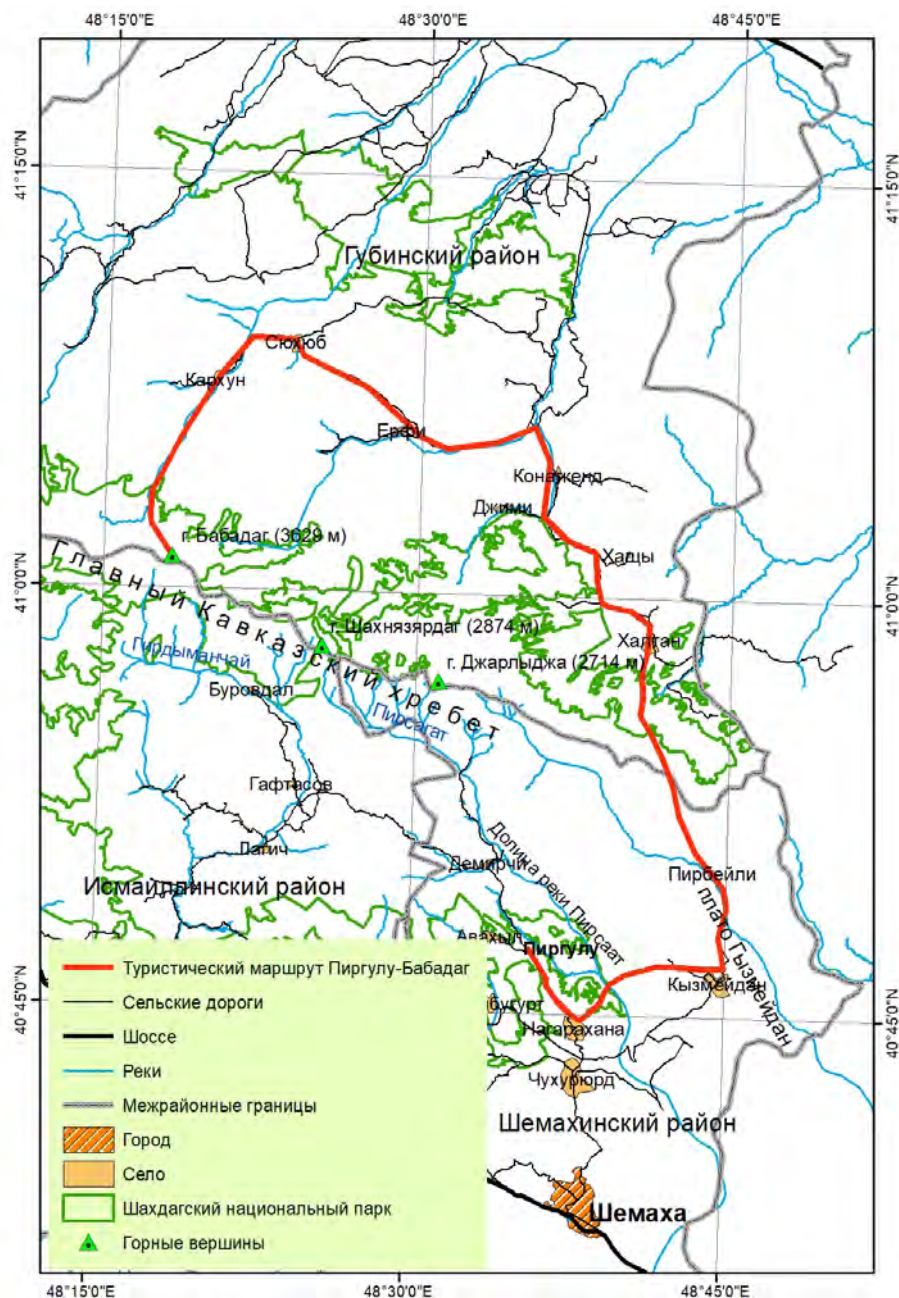 48°15'0"E
48°30'0"E
48°45'0"E
41°15'0"N
41°15'0"N
Губинский район
Сюхюб
Кархун
Ерфи
Конакенд
Джими
г. Бабадаг (3629 м)
Хашы
41°0'0"N
41°0'0"N
Главный Кавказский хребет
г. Шахнязярдаг (2874 м)
Халтан
Гирдыманчай
г. Джарлыджа (2714 м)
Буровдал
Пирсагат
Гафтасов
Лагич
Долина реки Пирсаат
Демирчи
Пирбейли
Исмаиллинский район
плато Гызмейдан
Авахыл
Пиргулу
Кызмейдан
40°45'0"N
40°45'0"N
бугурт
Нагарахана
Чухурюрд
Шемахинский район
Шемаха
Туристический маршрут Пиргулу-Бабадаг
Сельские дороги
Шоссе
Реки
Межрайонные границы
Город
Село
Шахдагский национальный парк
Горные вершины
48°15'0"E
48°30'0"E
48°45'0"E